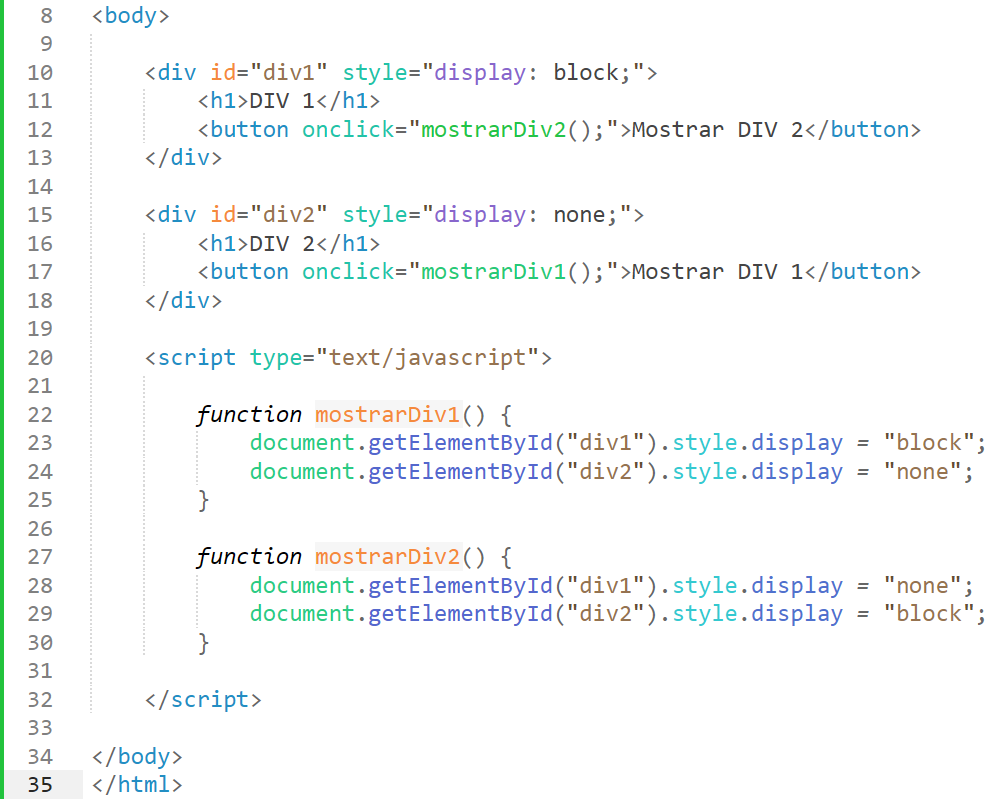 8 <body>
9
10     <div id="div1" style="display: block;">
11         <h1>DIV 1</h1>
12         <button onclick="mostrarDiv2();">Mostrar DIV 2</button>
13     </div>
14
15     <div id="div2" style="display: none;">
16         <h1>DIV 2</h1>
17         <button onclick="mostrarDiv1();">Mostrar DIV 1</button>
18     </div>
19
20     <script type="text/javascript">
21
22         function mostrarDiv1() {
23             document.getElementById("div1").style.display = "block";
24             document.getElementById("div2").style.display = "none";
25         }
26
27         function mostrarDiv2() {
28             document.getElementById("div1").style.display = "none";
29             document.getElementById("div2").style.display = "block";
30         }
31
32     </script>
33
34 </body>
35 </html>